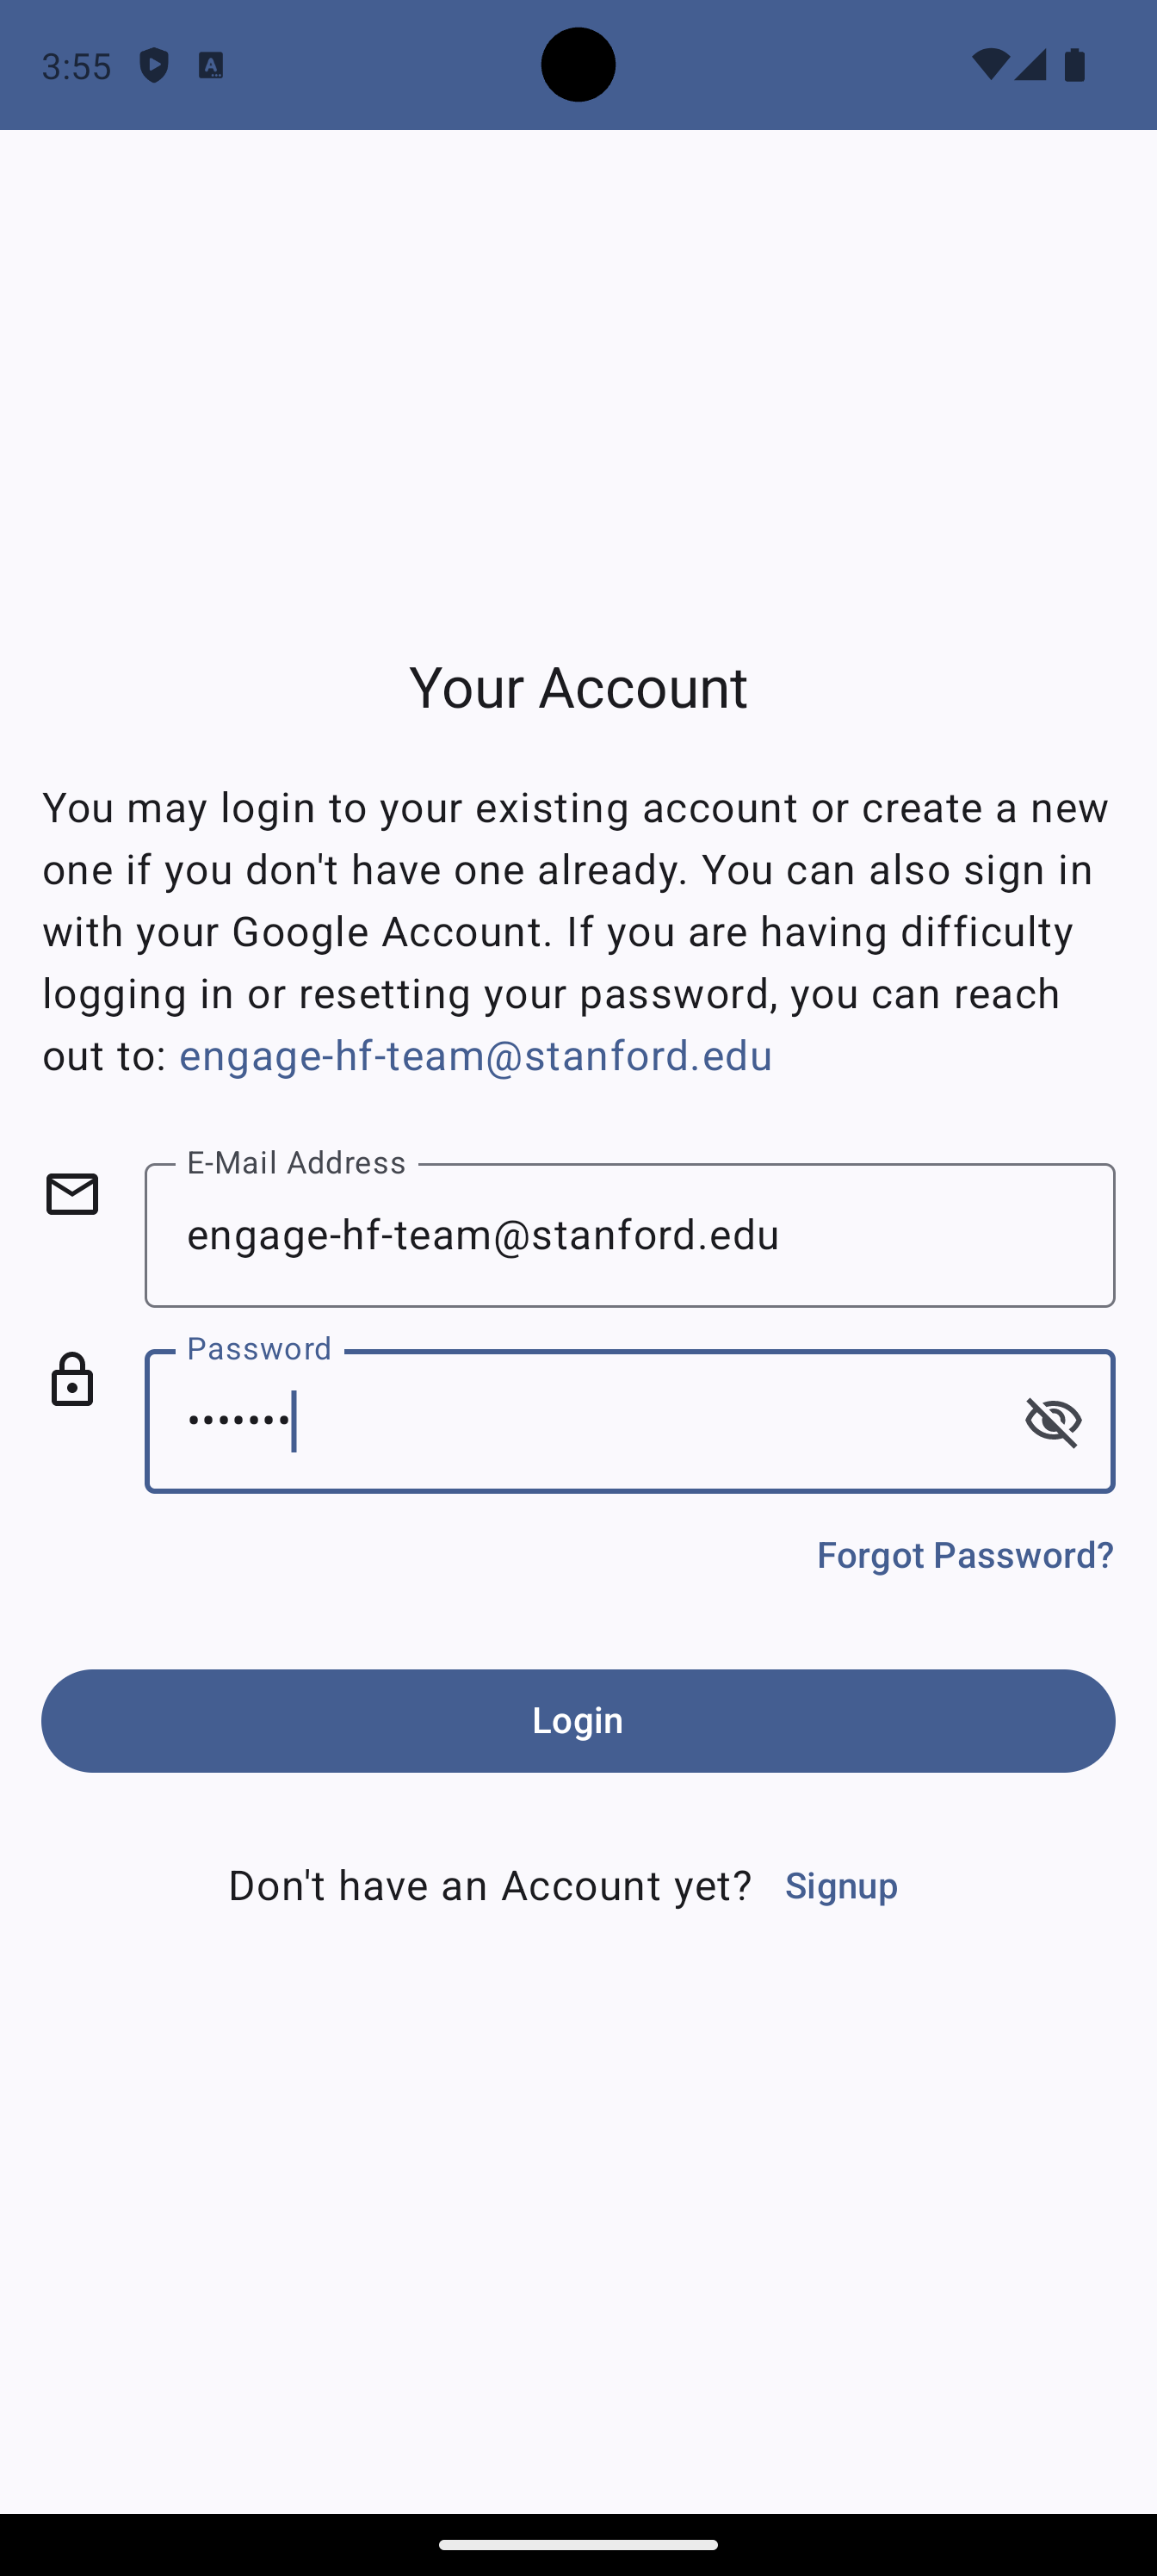 3:55
Your Account
You may login to your existing account or create a new
one if you don't have one already. You can also sign in
with your Google Account. If you are having difficulty
logging in or resetting your password, you can reach
out to: engage-hf-team@stanford.edu
E-Mail Address
engage-hf-team@stanford.edu
Password
•••••••
Forgot Password?
Login
Don't have an Account yet? Signup